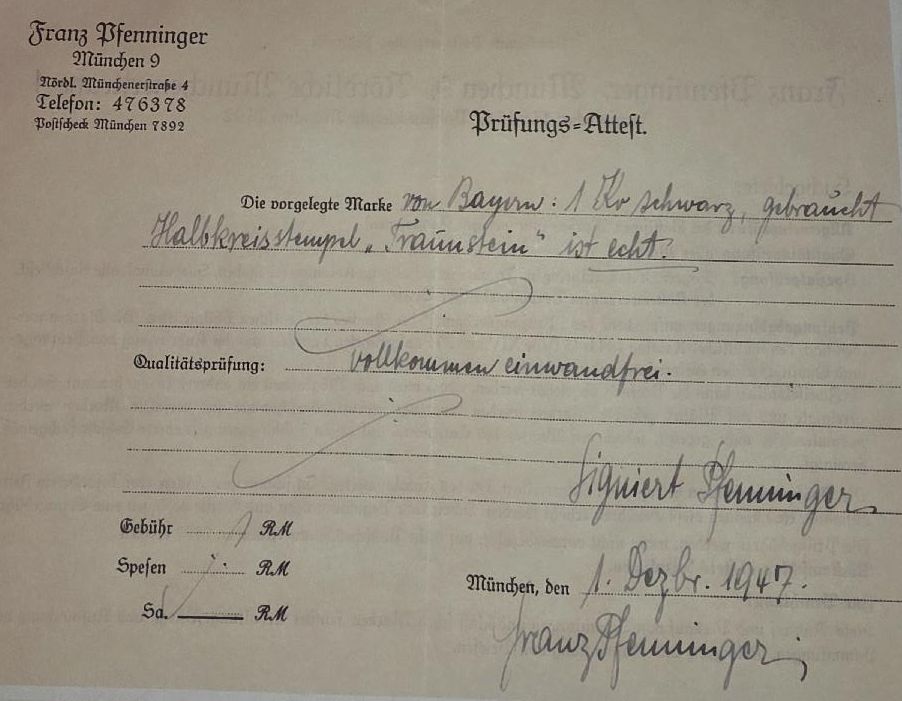 Franz Pfenninger
München 9
Nördl. Münchenerstraße 4
Telefon: 476378
Postscheck München 7892
Prüfungs=Attest.
Die vorgelegte Marke von Bayern: 1 Kr schwarz, gebraucht
Halbkreisstempel „Traunstein" ist echt.
Qualitätsprüfung: vollkommen einwandfrei.
Signiert Pfenninger
Gebühr RM
Spesen RM
Sa. RM
München, den 1. Dezbr. 1947.
Franz Pfenninger